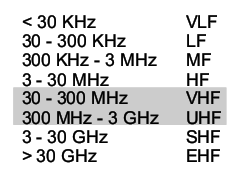 < 30 KHz VLF
30 - 300 KHz LF
300 KHz - 3 MHz MF
3 - 30 MHz HF
30 - 300 MHz VHF
300 MHz - 3 GHz UHF
3 - 30 GHz SHF
> 30 GHz EHF